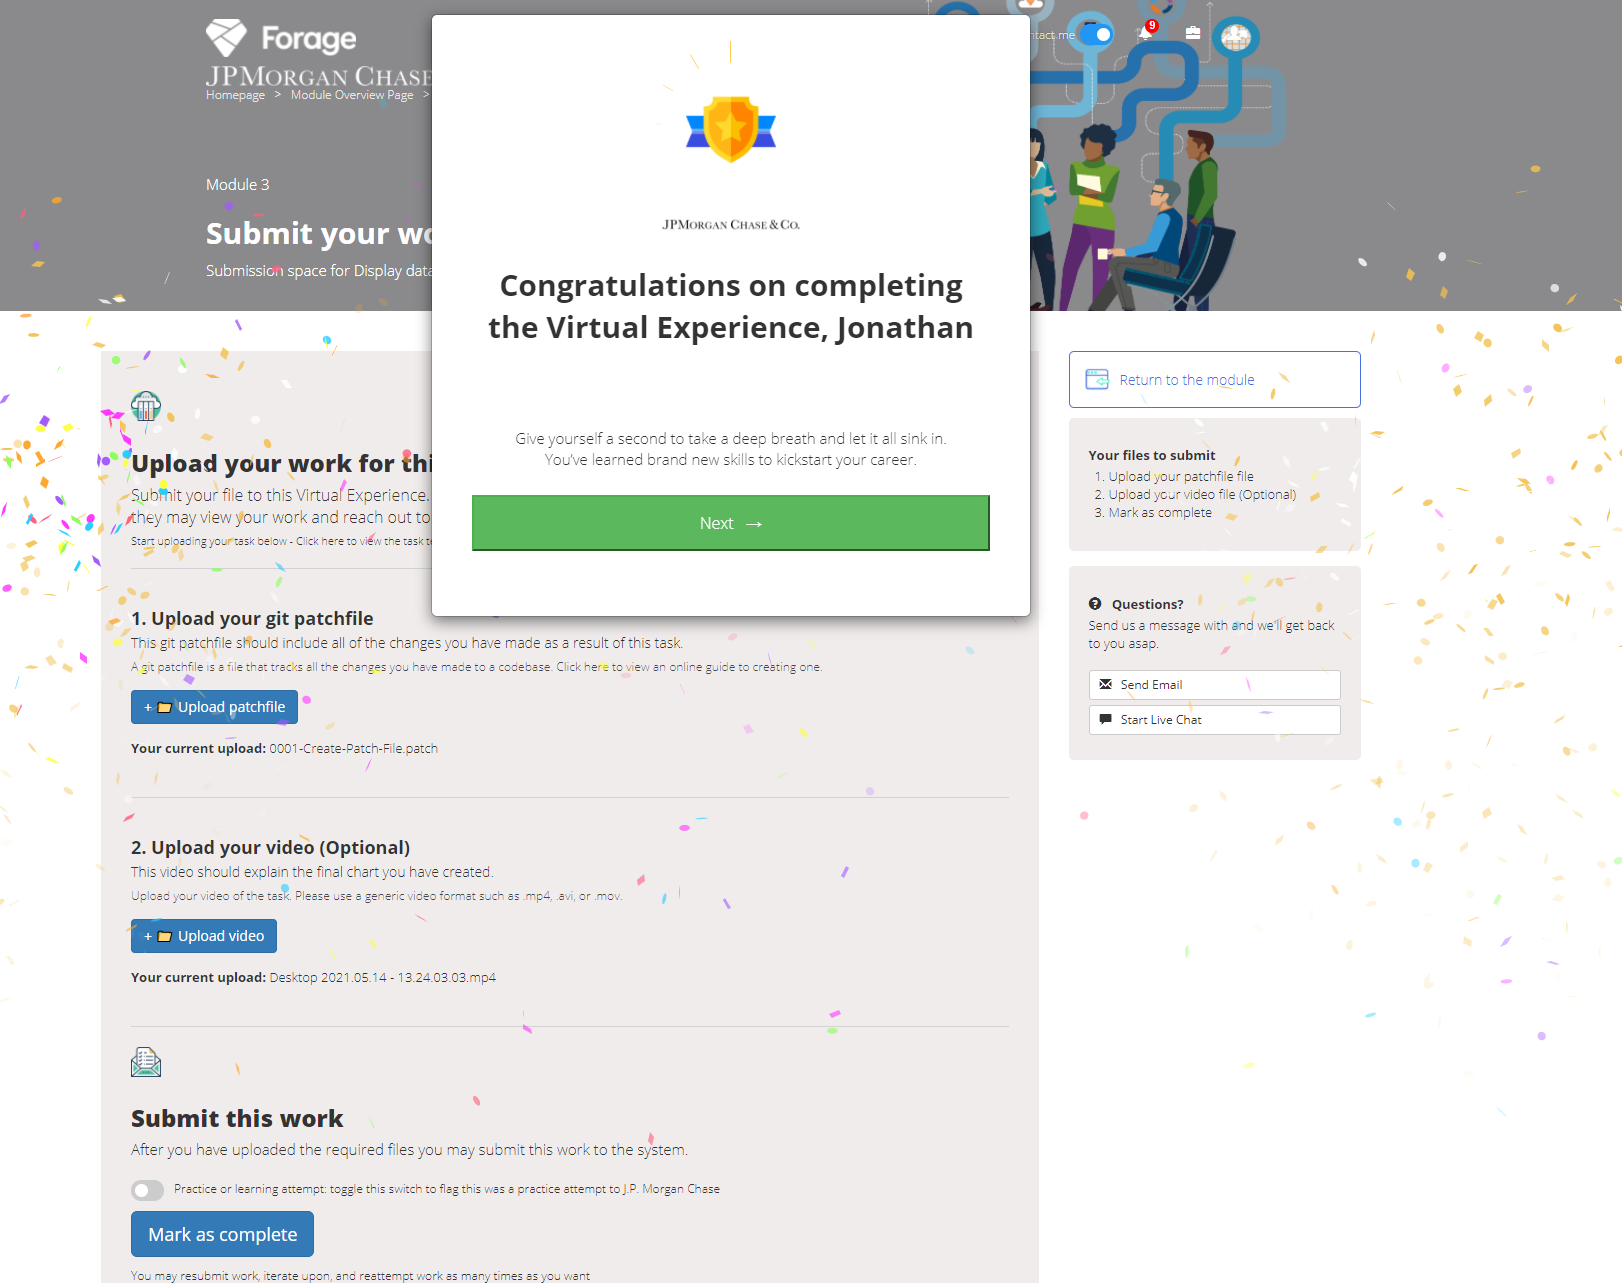 Forage
JPMORGAN CHASE
Homepage > Module Overview Page >
ntact me
9
Module 3
Submit your wo
Submission space for Display data
JPMORGAN CHASE & CO.
Congratulations on completing
the Virtual Experience, Jonathan
Give yourself a second to take a deep breath and let it all sink in.
You've learned brand new skills to kickstart your career.
Next →
Upload your work for thi
Submit your file to this Virtual Experience.
they may view your work and reach out to
Start uploading your task below - Click here to view the task te
1. Upload your git patchfile
This git patchfile should include all of the changes you have made as a result of this task.
A git patchfile is a file that tracks all the changes you have made to a codebase. Click here to view an online guide to creating one.
+ Upload patchfile
Your current upload: 0001-Create-Patch-File.patch
2. Upload your video (Optional)
This video should explain the final chart you have created.
Upload your video of the task. Please use a generic video format such as .mp4, .avi, or .mov.
+ Upload video
Your current upload: Desktop 2021.05.14 - 13.24.03.03.mp4
Submit this work
After you have uploaded the required files you may submit this work to the system.
Practice or learning attempt: toggle this switch to flag this was a practice attempt to J.P. Morgan Chase
Mark as complete
You may resubmit work, iterate upon, and reattempt work as many times as you want
Return to the module
Your files to submit
1. Upload your patchfile file
2. Upload your video file (Optional)
3. Mark as complete
Questions?
Send us a message with and we'll get back
to you asap.
Send Email
Start Live Chat